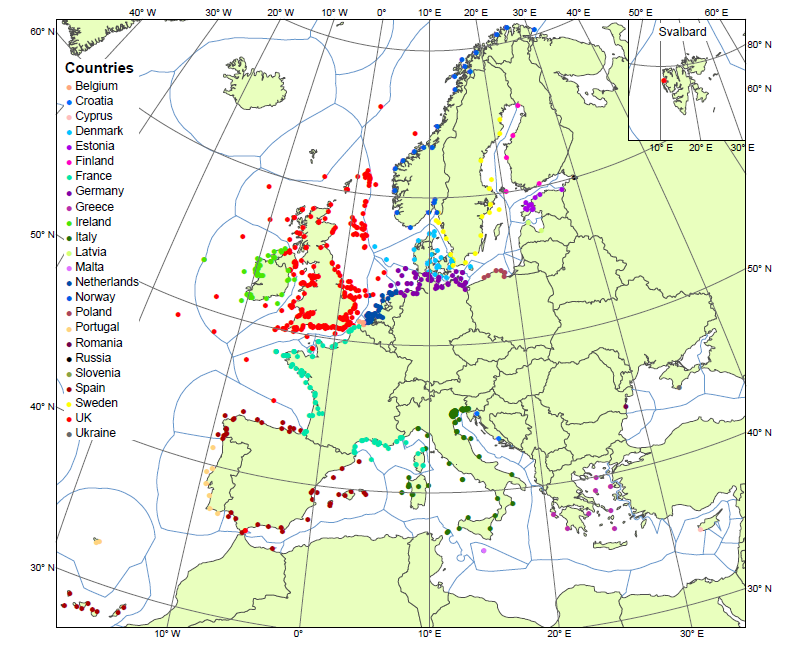 40° W 30° W 20° W 10° W 0° 10° E 20° E 30° E 40° E 50° E 60° E
60° N
Svalbard
80° N
Countries
70° N
Belgium
60° N
Croatia
Cyprus
Denmark
Estonia
10° E 20° E 30° E
Finland
France
Germany
Greece
Ireland
50° N
Italy
Latvia
50° N
Malta
Netherlands
Norway
Poland
Portugal
Romania
Russia
Slovenia
Spain
Sweden
40° N
UK
Ukraine
40° N
30° N
30° N
10° W 0° 10° E 20° E 30° E